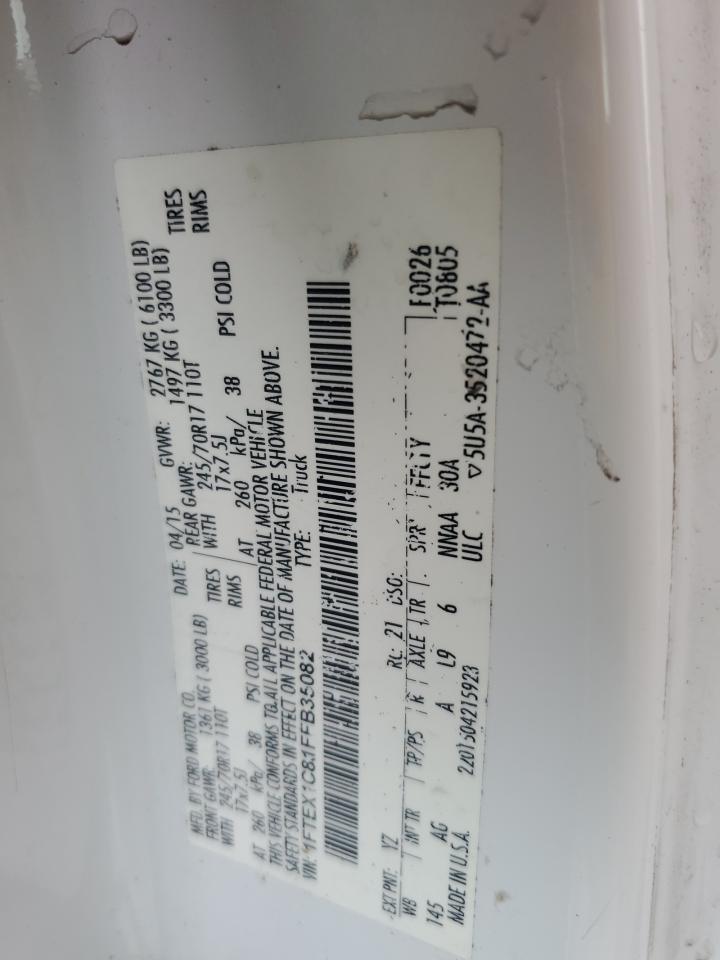 MFD. BY FORD MOTOR CO. DATE: 04/15 GVWR: 2767 KG ( 6100 LB)
FRONT GAWR: 1361 KG ( 3000 LB) REAR GAWR: 1497 KG ( 3300 LB)
WITH 245/70R17 110T TIRES WITH 245/70R17 110T TIRES
17x7.5J RIMS 17x7.5J RIMS
AT 260 kPa/ 38 PSI COLD AT 260 kPa/ 38 PSI COLD
THIS VEHICLE CONFORMS TO ALL APPLICABLE FEDERAL MOTOR VEHICLE
SAFETY STANDARDS IN EFFECT ON THE DATE OF MANUFACTURE SHOWN ABOVE.
VIN: 1FTEX1C81FFB35082 TYPE: Truck
EXT PNT: YZ RC: 21 DSO: F0026
WB INT TR TP/PS R AXLE TR SPR T0805
145 AG A L9 6 NNAA 30A
MADE IN U.S.A. 2201504215923 ULC ▽5U5A-3520472-AA